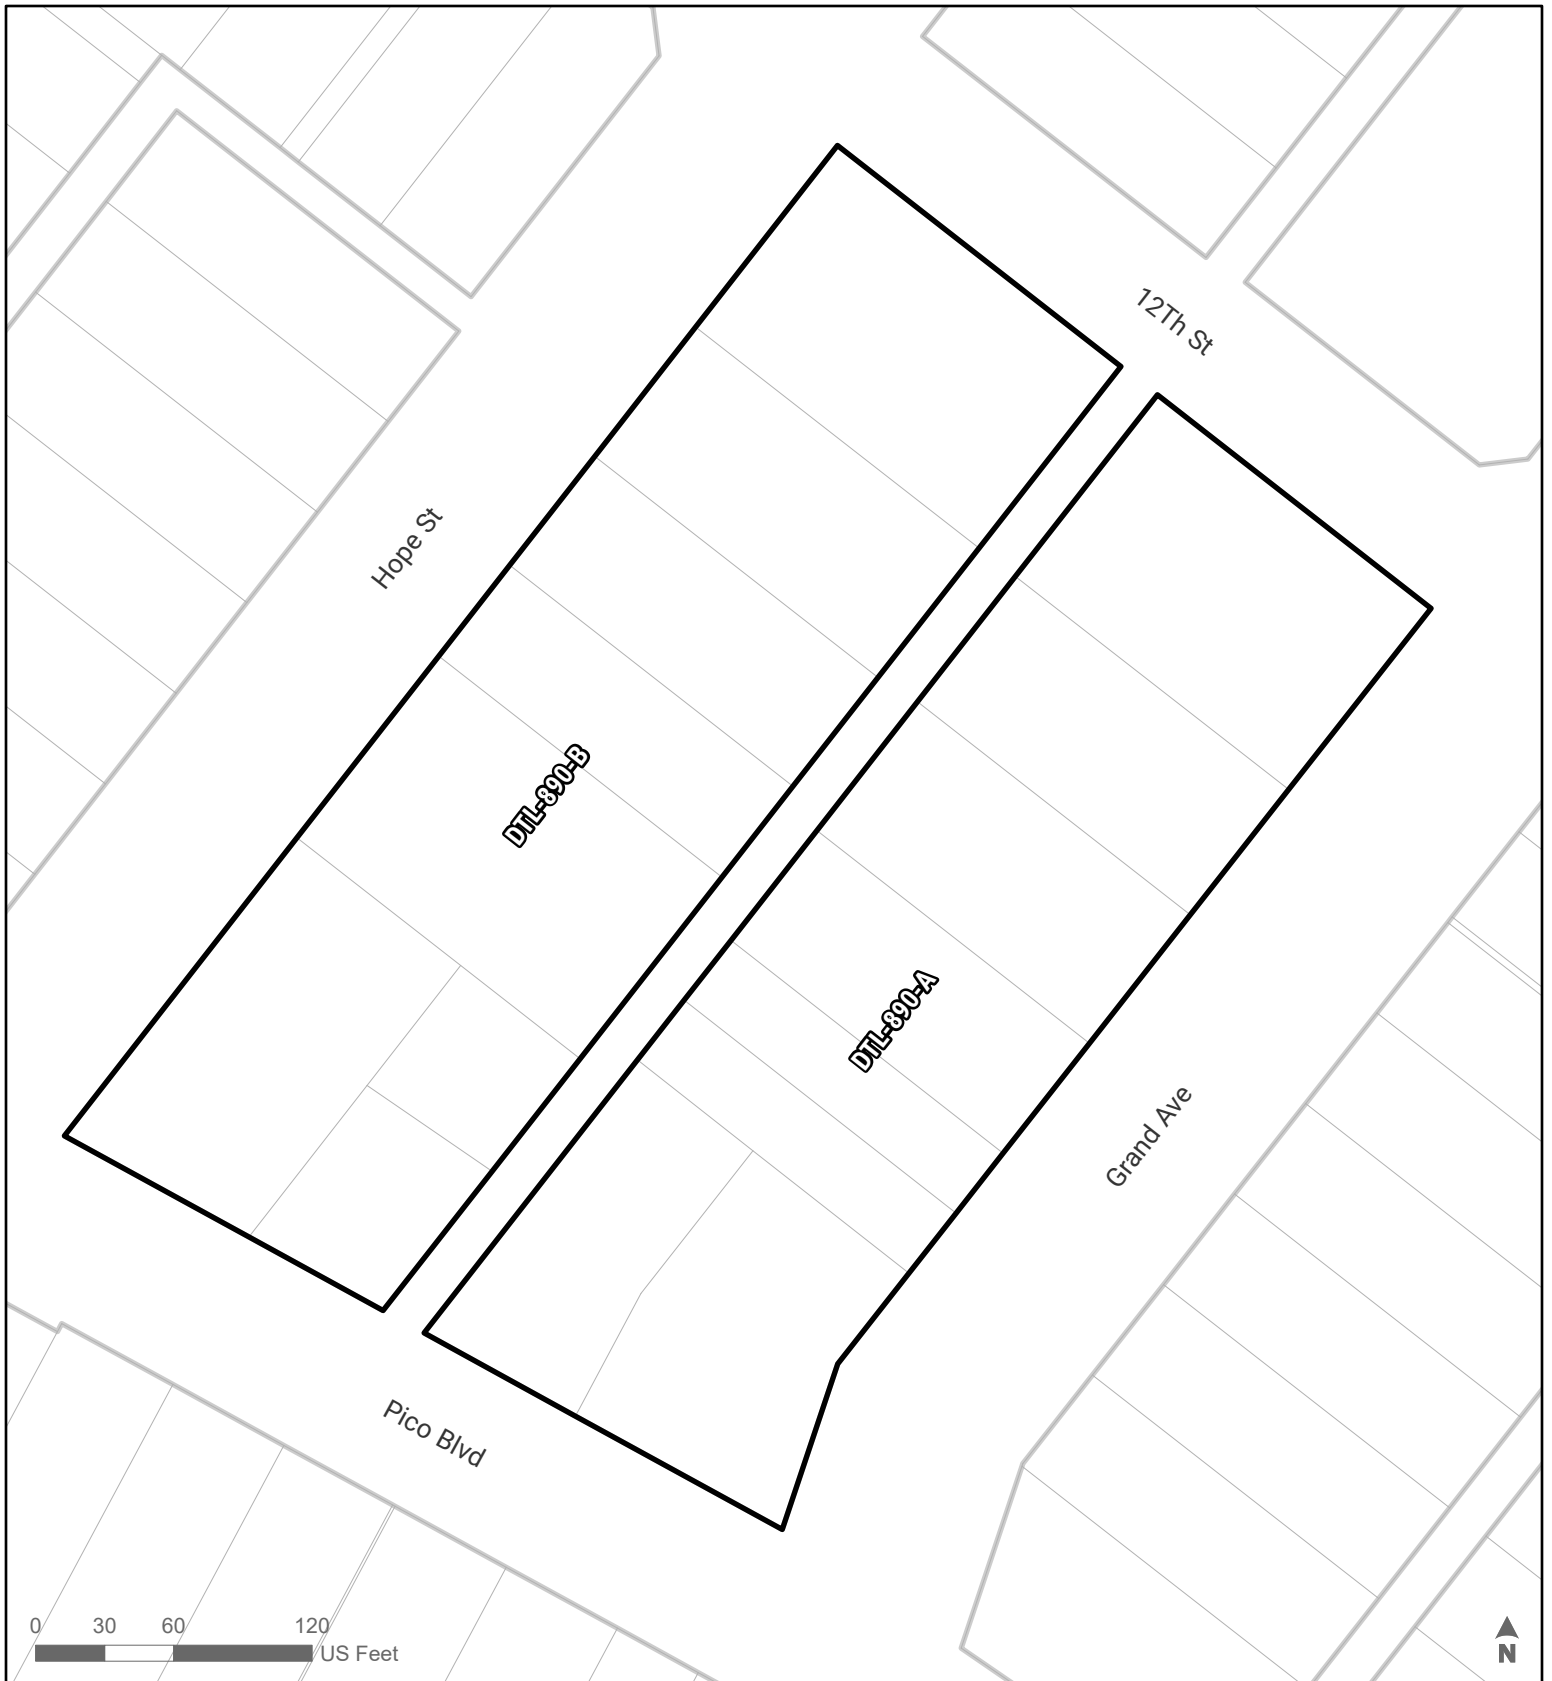 12Th St
Hope St
DTL-890-B
DTL-890-A
Grand Ave
Pico Blvd
0 30 60 120
US Feet
N